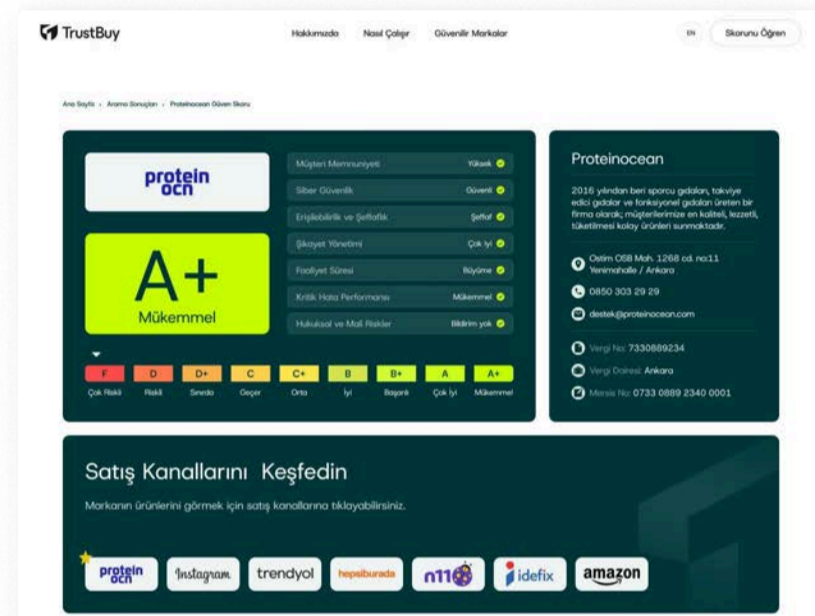 TrustBuy
Hakkımızda
Nasıl Çalışır
Güvenilir Markalar
EN
Skorunu Öğren
Ana Sayfa › Arama Sonuçları › Proteinocean Güven Skoru
protein
ocn
A+
Mükemmel
Müşteri Memnuniyeti Yüksek
Siber Güvenlik Güvenli
Erişilebilirlik ve Şeffaflık Şeffaf
Şikayet Yönetimi Çok İyi
Faaliyet Süresi Büyüme
Kritik Hata Performansı Mükemmel
Hukuksal ve Mali Riskler Bildirim yok
F D D+ C C+ B B+ A A+
Çok Riskli Riskli Sınırda Geçer Orta İyi Başarılı Çok İyi Mükemmel
Proteinocean
2016 yılından beri sporcu gıdaları, takviye
edici gıdalar ve fonksiyonel gıdaları üreten bir
firma olarak; müşterilerimize en kaliteli, lezzetli,
tüketilmesi kolay ürünleri sunmaktadır.
Ostim OSB Mah. 1268 cd. no:11
Yenimahalle / Ankara
0850 303 29 29
destek@proteinocean.com
Vergi No: 7330889234
Vergi Dairesi: Ankara
Mersis No: 0733 0889 2340 0001
Satış Kanallarını Keşfedin
Markanın ürünlerini görmek için satış kanallarına tıklayabilirsiniz.
protein
ocn
Instagram
trendyol
hepsiburada
n11
idefix
amazon